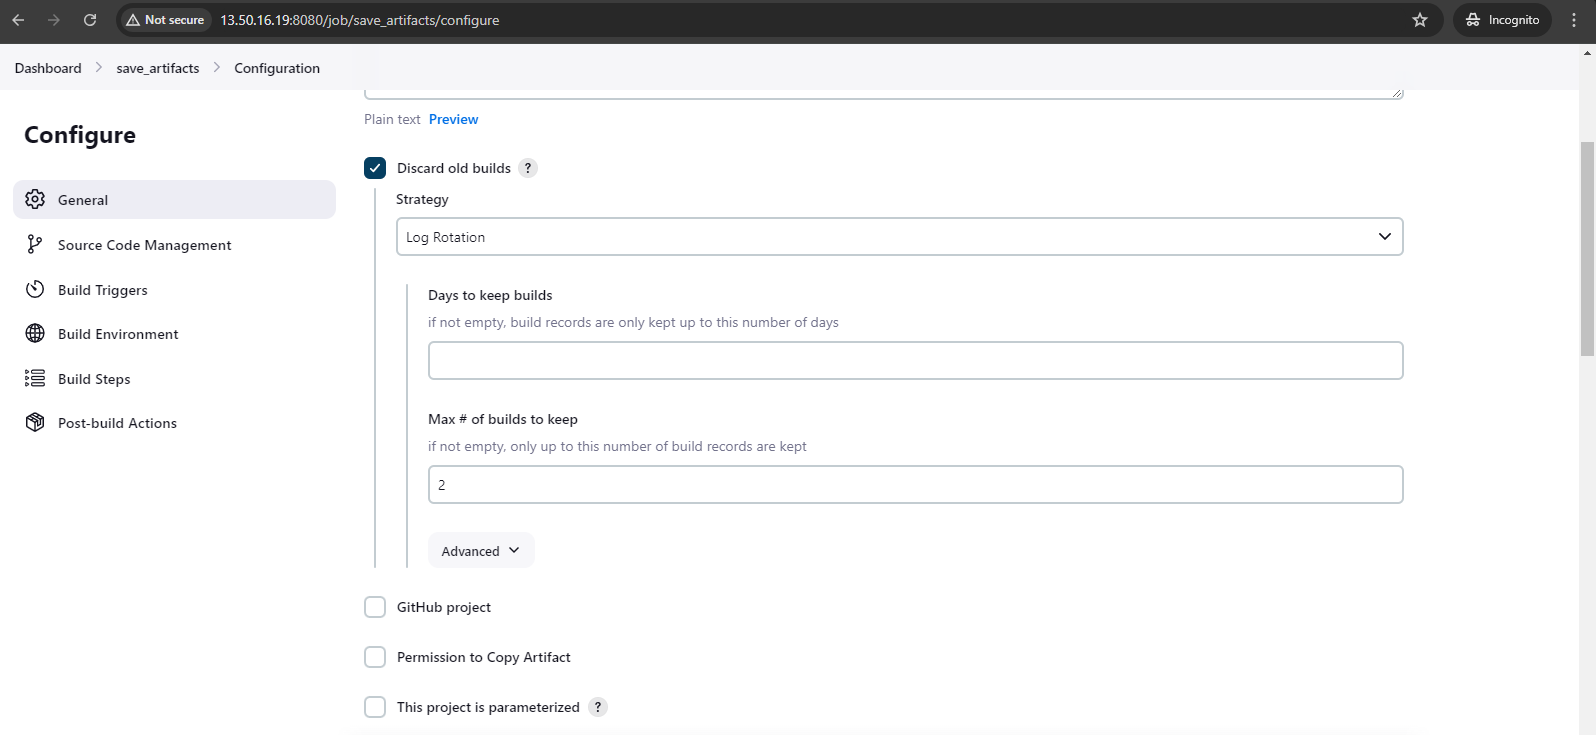 Not secure 13.50.16.19:8080/job/save_artifacts/configure Incognito
Dashboard save_artifacts Configuration
Configure
General
Source Code Management
Build Triggers
Build Environment
Build Steps
Post-build Actions
Plain text Preview
Discard old builds ?
Strategy
Log Rotation
Days to keep builds
if not empty, build records are only kept up to this number of days
Max # of builds to keep
if not empty, only up to this number of build records are kept
2
Advanced
GitHub project
Permission to Copy Artifact
This project is parameterized ?